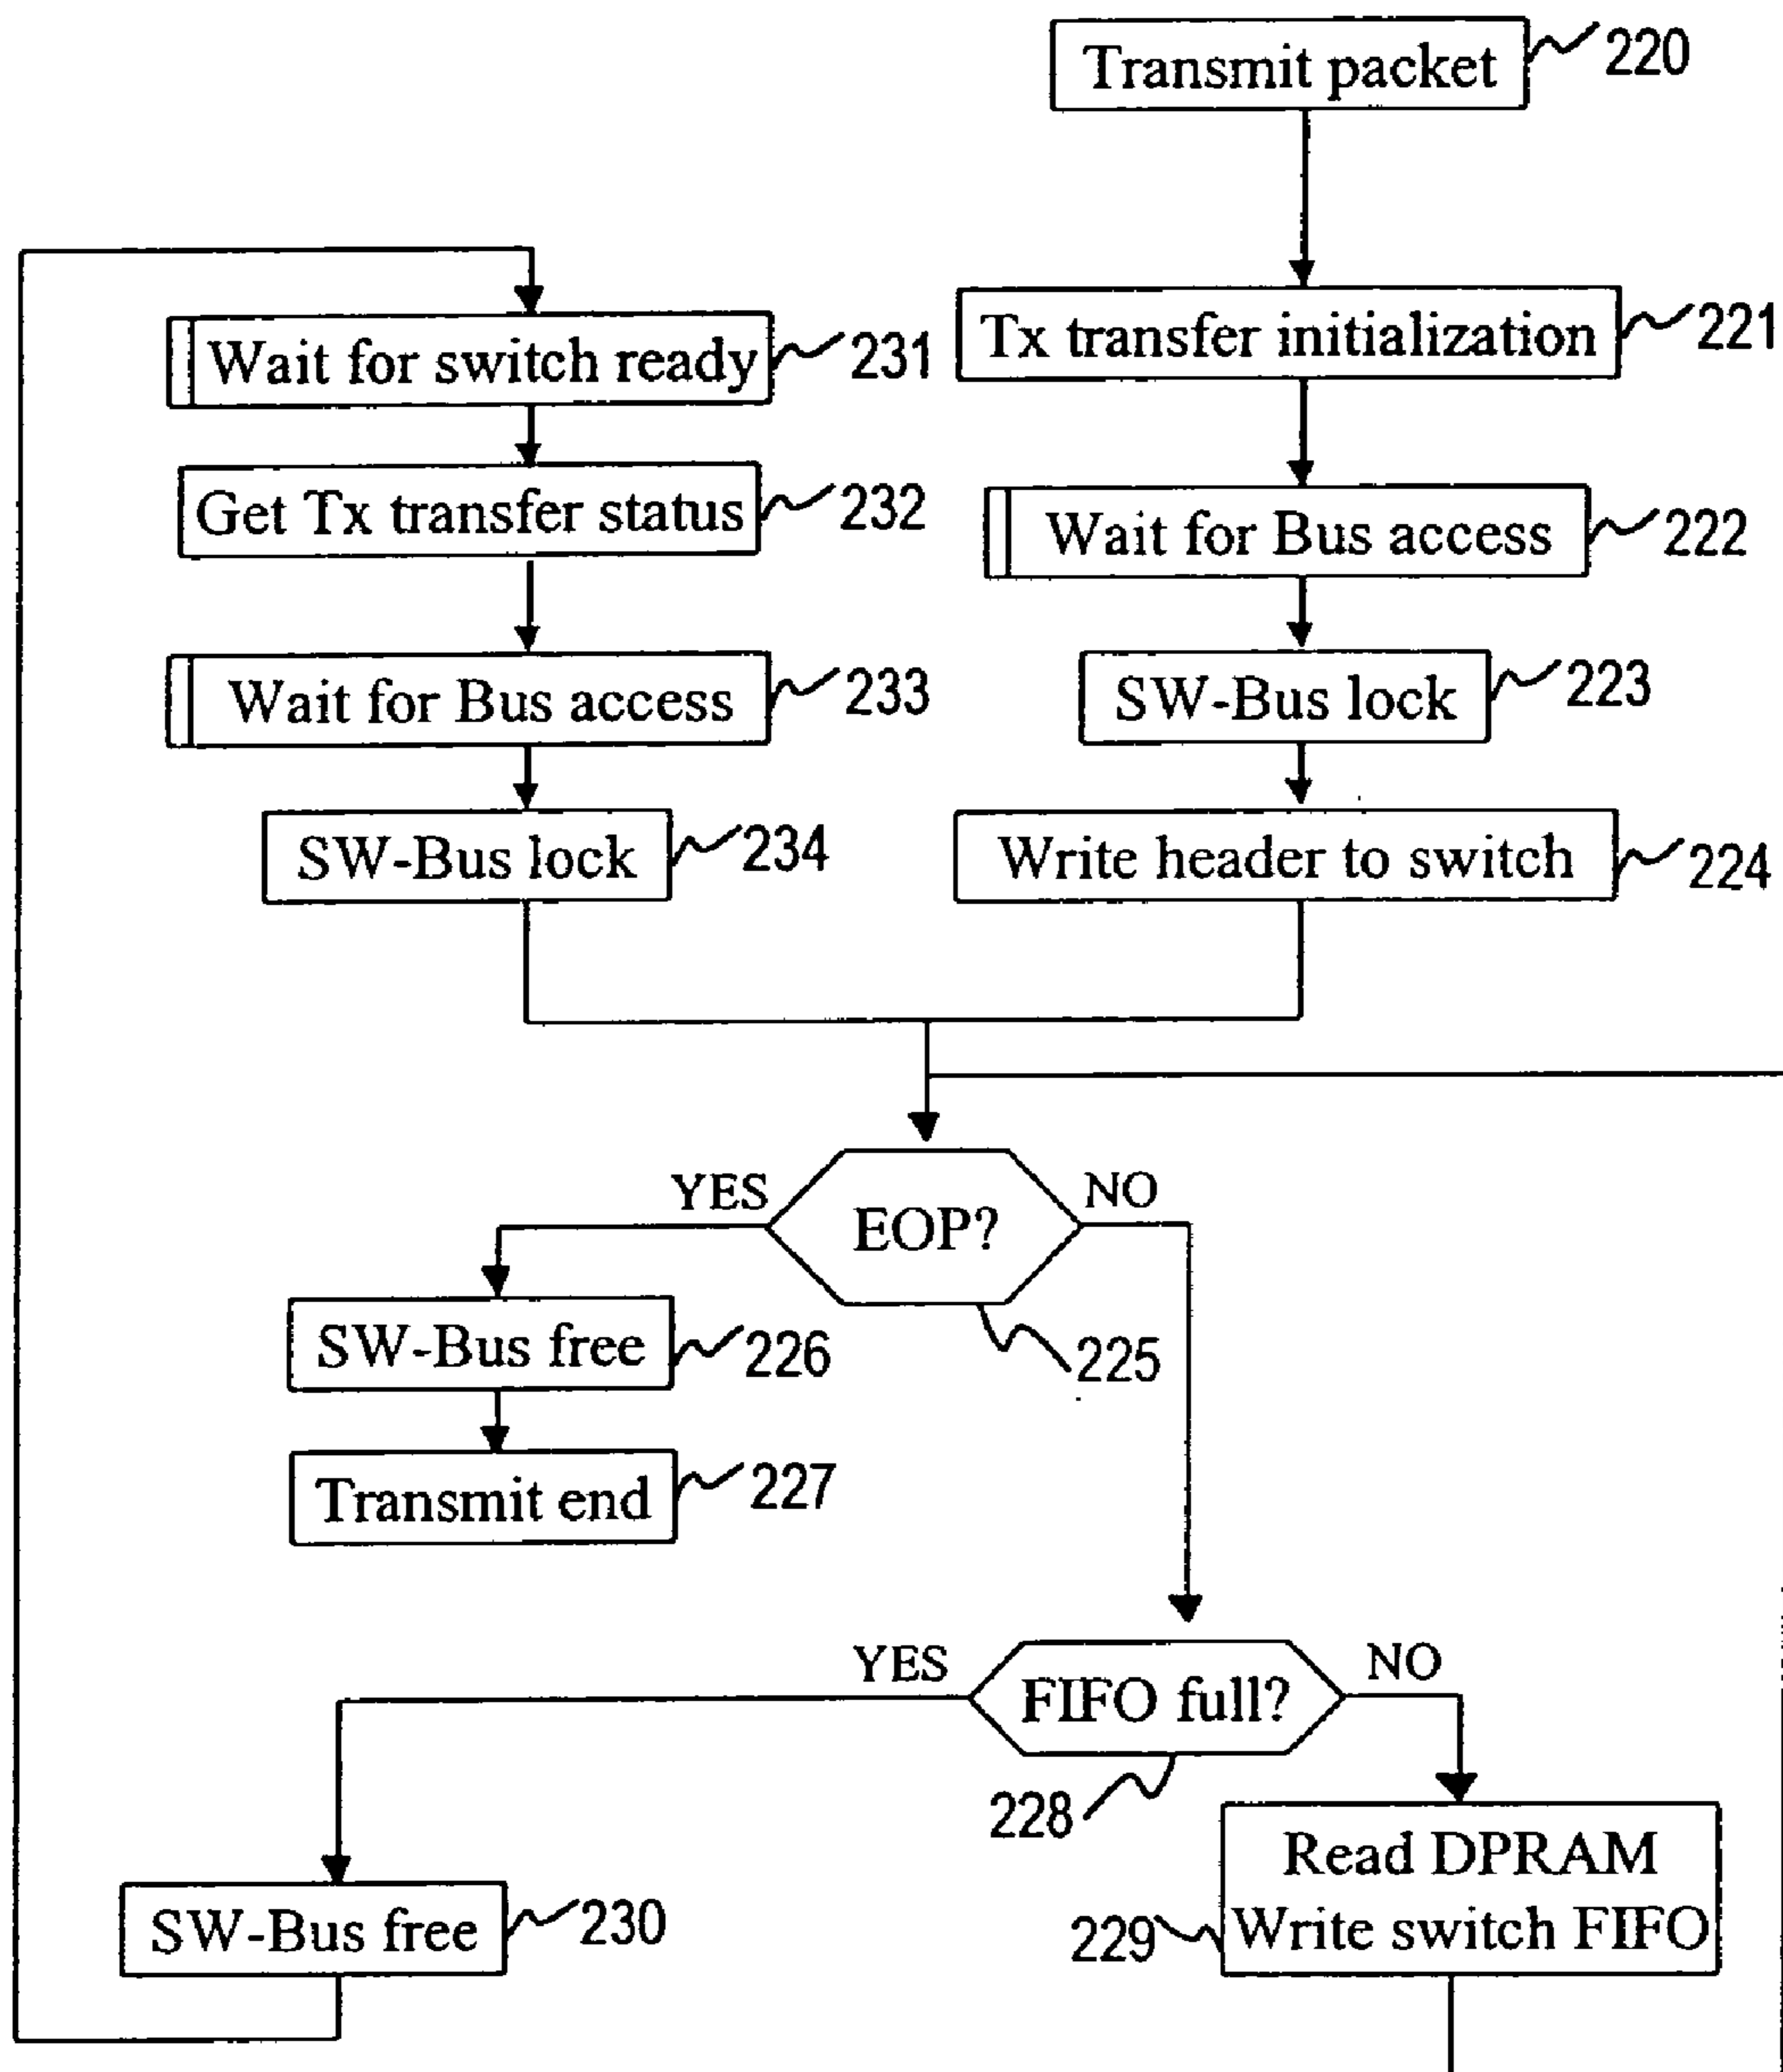 Transmit packet 220
Tx transfer initialization 221
Wait for switch ready 231
Get Tx transfer status 232
Wait for Bus access 222
Wait for Bus access 233
SW-Bus lock 223
SW-Bus lock 234
Write header to switch 224
YES
NO
EOP?
225
SW-Bus free 226
Transmit end 227
YES
NO
FIFO full?
228
Read DPRAM
Write switch FIFO
229
SW-Bus free 230